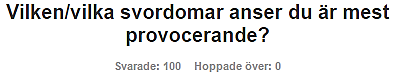 Vilken/vilka svordomar anser du är mest
provocerande?
Svarade: 100 Hoppade över: 0